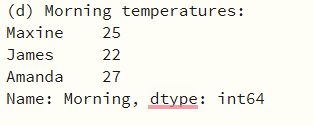 (d) Morning temperatures:
Maxine    25
James     22
Amanda    27
Name: Morning, dtype: int64